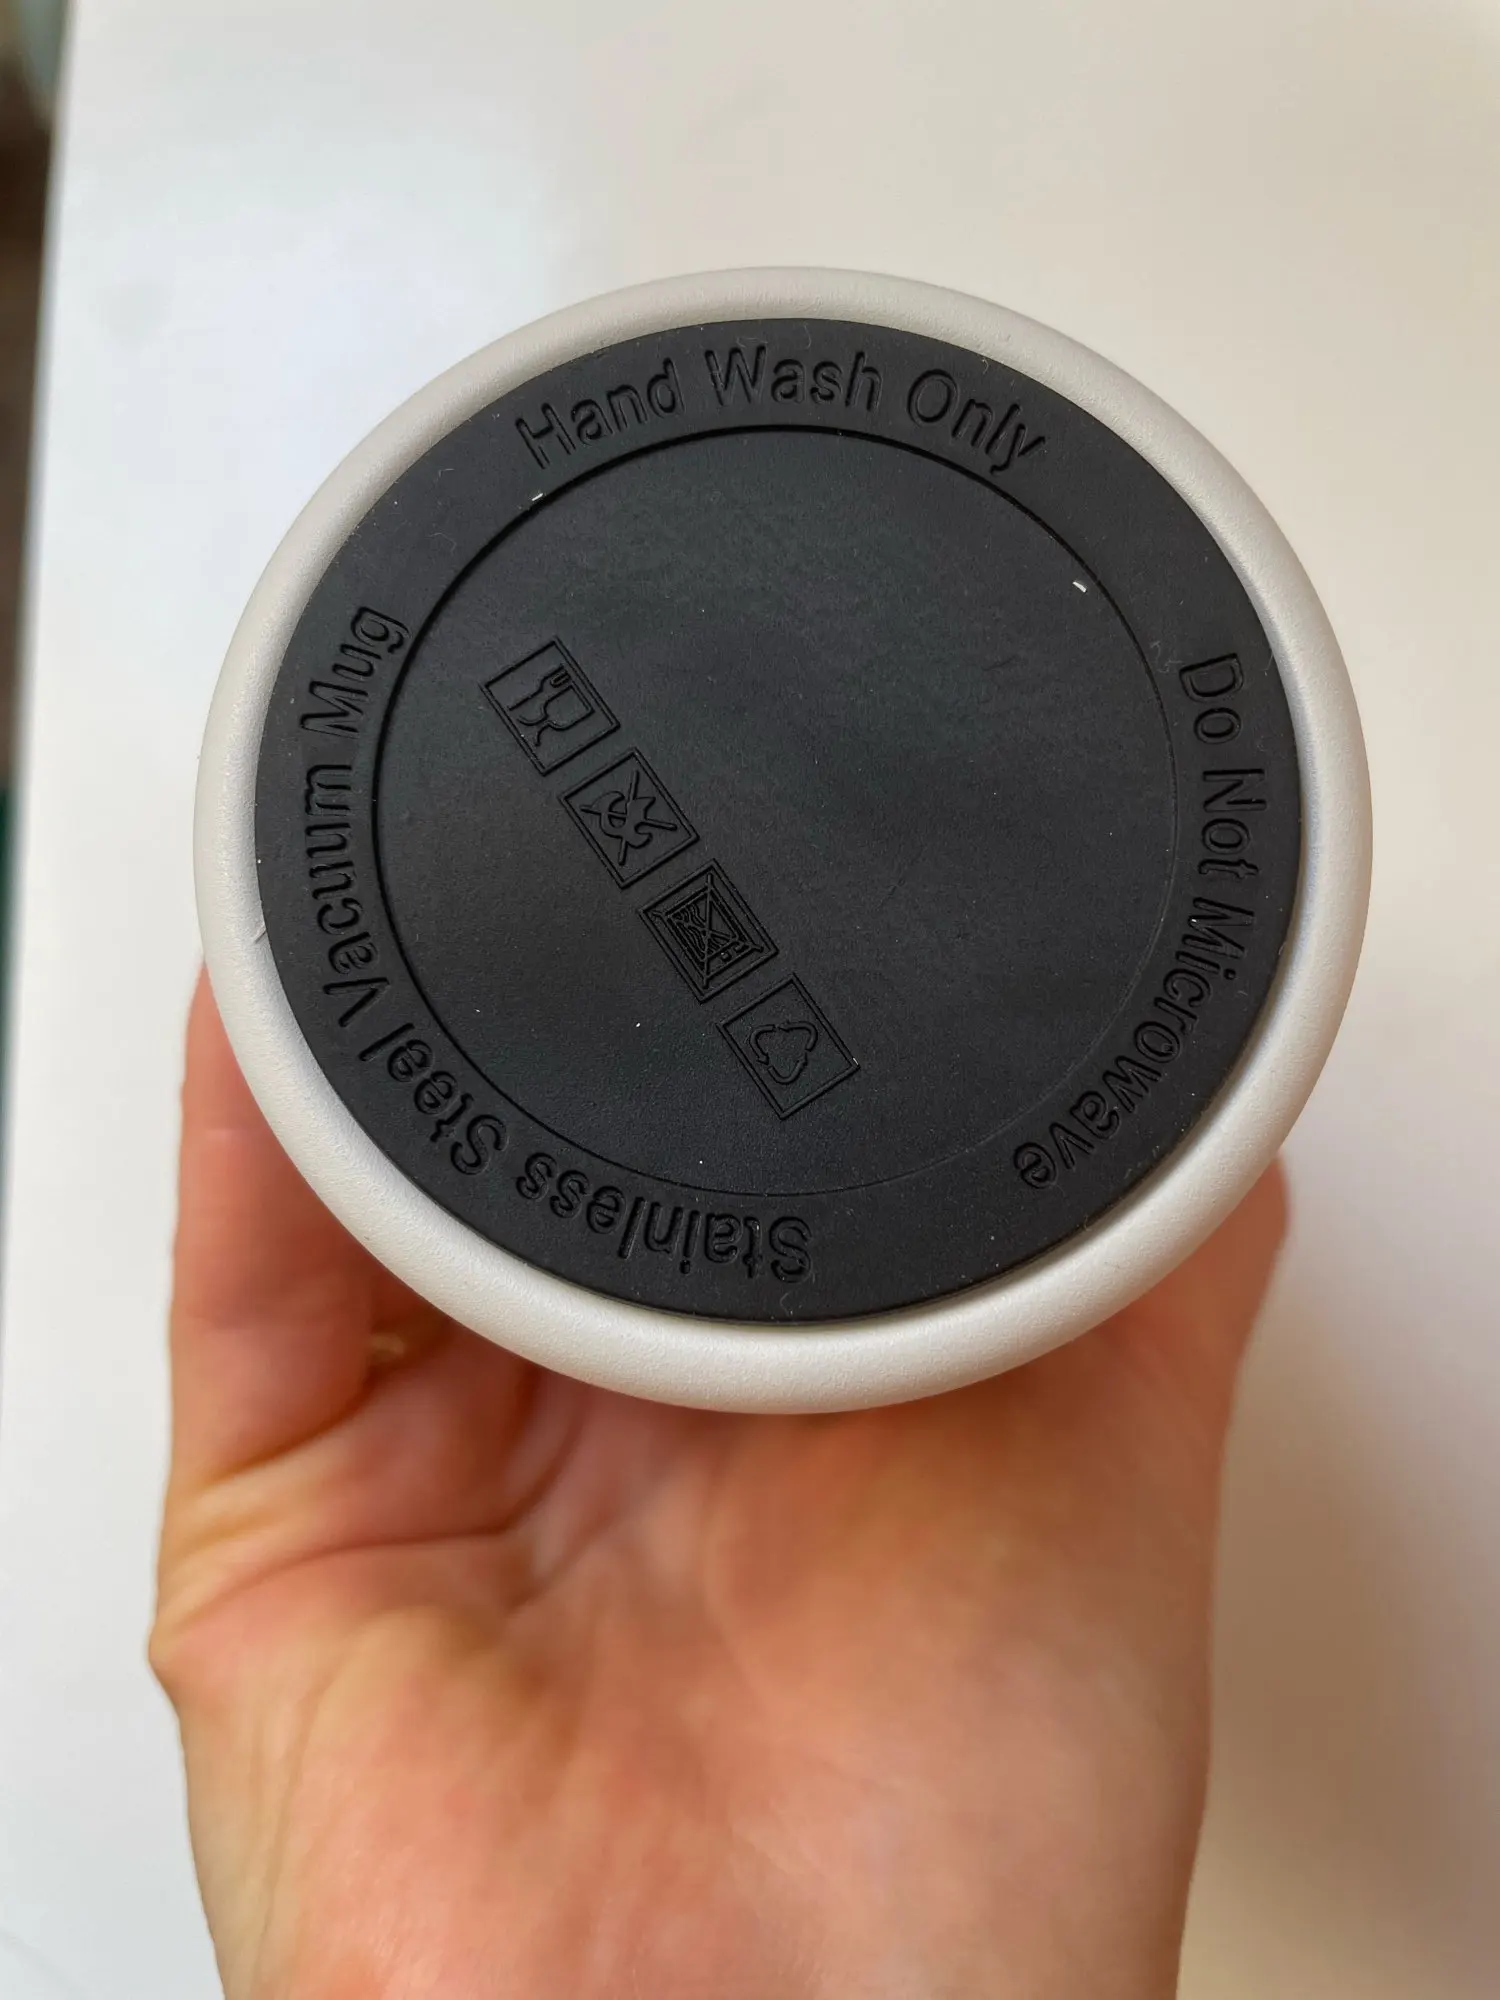 Hand Wash Only
Do Not Microwave
Stainless Steel Vacuum Mug